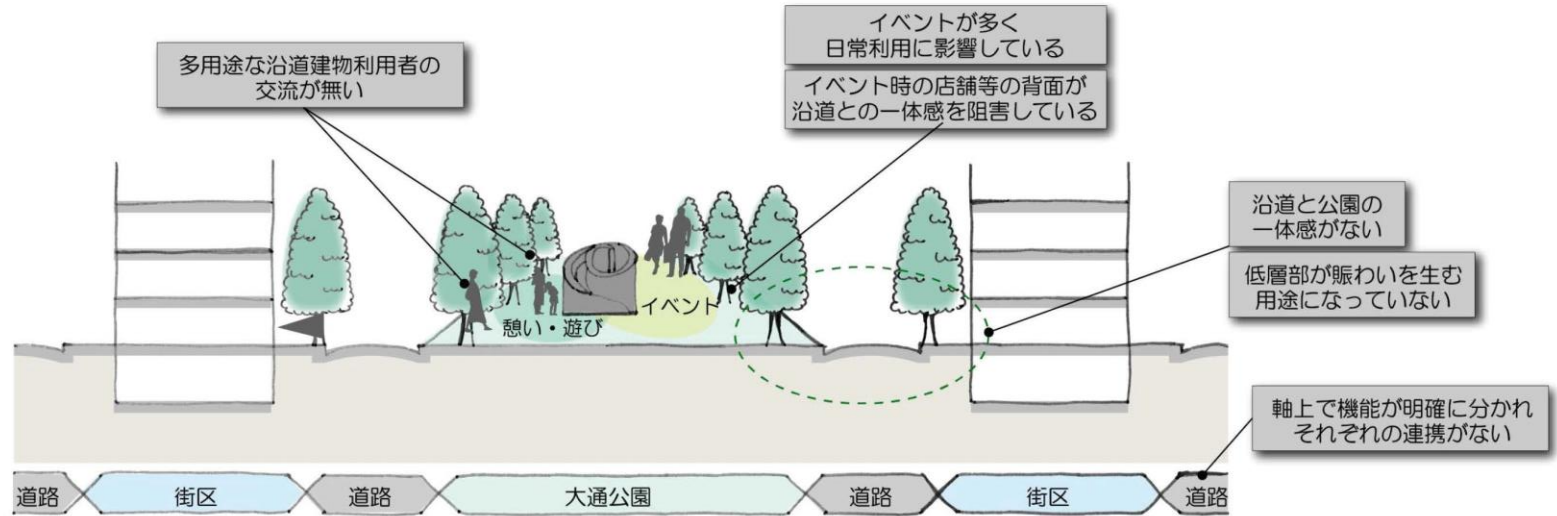 イベントが多く
日常利用に影響している
多用途な沿道建物利用者の
交流が無い
イベント時の店舗等の背面が
沿道との一体感を阻害している
沿道と公園の
一体感がない
低層部が賑わいを生む
用途になっていない
イベント
憩い・遊び
軸上で機能が明確に分かれ
それぞれの連携がない
道路
街区
道路
大通公園
道路
街区
道路